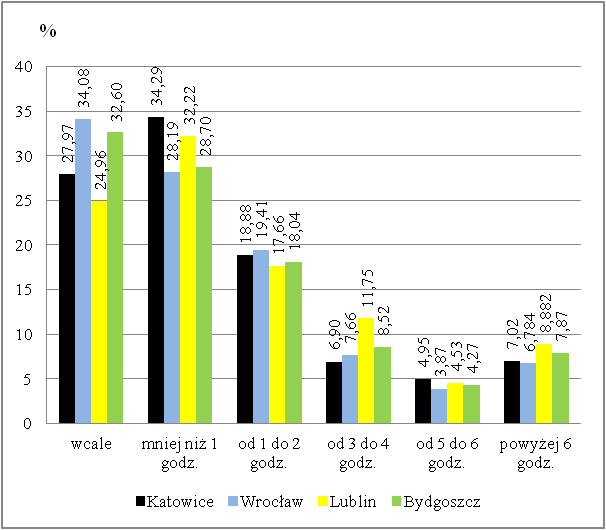 %
40
35
30
25
20
15
10
5
0
27,97
34,08
24,96
32,60
34,29
28,19
32,22
28,70
18,88
19,41
17,66
18,04
6,90
7,66
11,75
8,52
4,95
3,87
4,53
4,27
7,02
6,784
8,882
7,87
wcale
mniej niż 1
godz.
od 1 do 2
godz.
od 3 do 4
godz.
od 5 do 6
godz.
powyżej 6
godz.
Katowice Wrocław Lublin Bydgoszcz